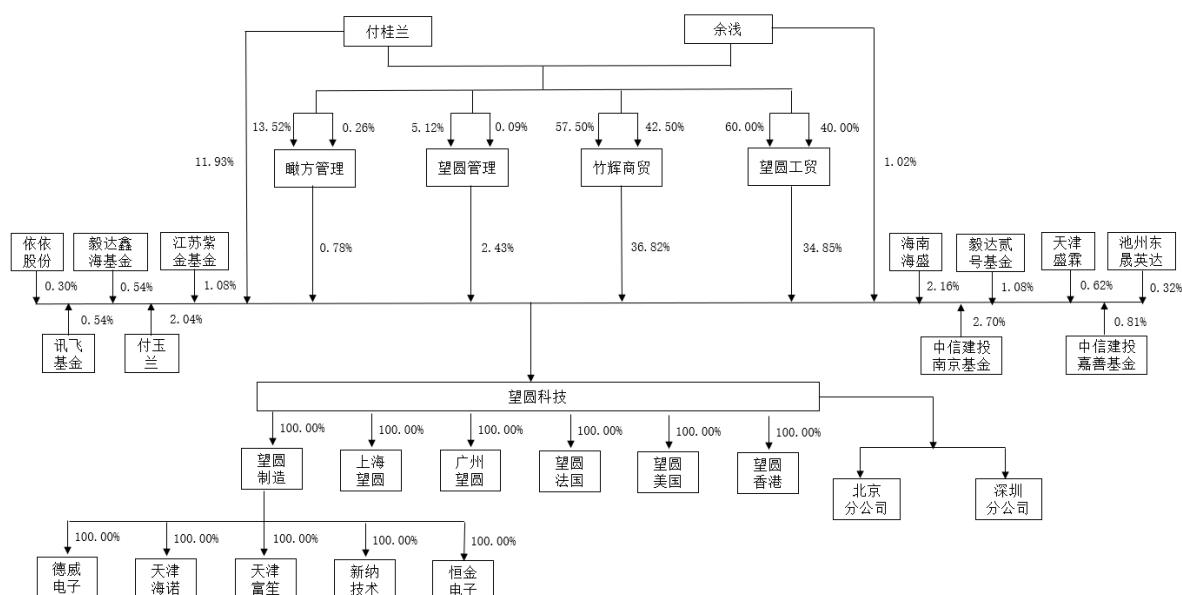 付桂兰
余浅
13.52%
0.26%
5.12%
0.09%
57.50%
42.50%
60.00%
40.00%
11.93%
瞰方管理
望圆管理
竹辉商贸
望圆工贸
1.02%
0.78%
2.43%
36.82%
34.85%
依依
股份
毅达鑫
海基金
江苏紫
金基金
海南
海盛
毅达贰
号基金
天津
盛霖
池州东
晟英达
0.30%
0.54%
1.08%
2.16%
1.08%
0.62%
0.32%
0.54%
2.04%
2.70%
0.81%
讯飞
基金
付玉
兰
中信建投
南京基金
中信建投
嘉善基金
望圆科技
100.00%
100.00%
100.00%
100.00%
100.00%
100.00%
望圆
制造
上海
望圆
广州
望圆
望圆
法国
望圆
美国
望圆
香港
北京
分公司
深圳
分公司
100.00%
100.00%
100.00%
100.00%
100.00%
德威
电子
天津
海诺
天津
富笙
新纳
技术
恒金
电子